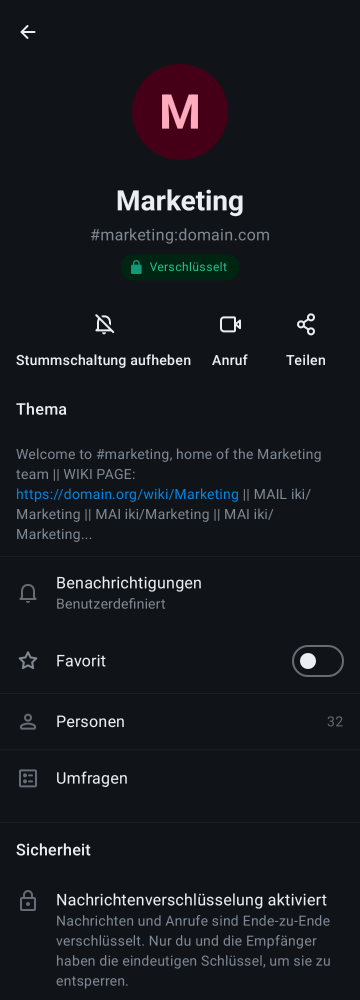 M
Marketing
#marketing:domain.com
Verschlüsselt
Stummschaltung aufheben
Anruf
Teilen
Thema
Welcome to #marketing, home of the Marketing
team || WIKI PAGE:
https://domain.org/wiki/Marketing || MAIL iki/
Marketing || MAI iki/Marketing || MAI iki/
Marketing...
Benachrichtigungen
Benutzerdefiniert
Favorit
Personen 32
Umfragen
Sicherheit
Nachrichtenverschlüsselung aktiviert
Nachrichten und Anrufe sind Ende-zu-Ende
verschlüsselt. Nur du und die Empfänger
haben die eindeutigen Schlüssel, um sie zu
entsperren.